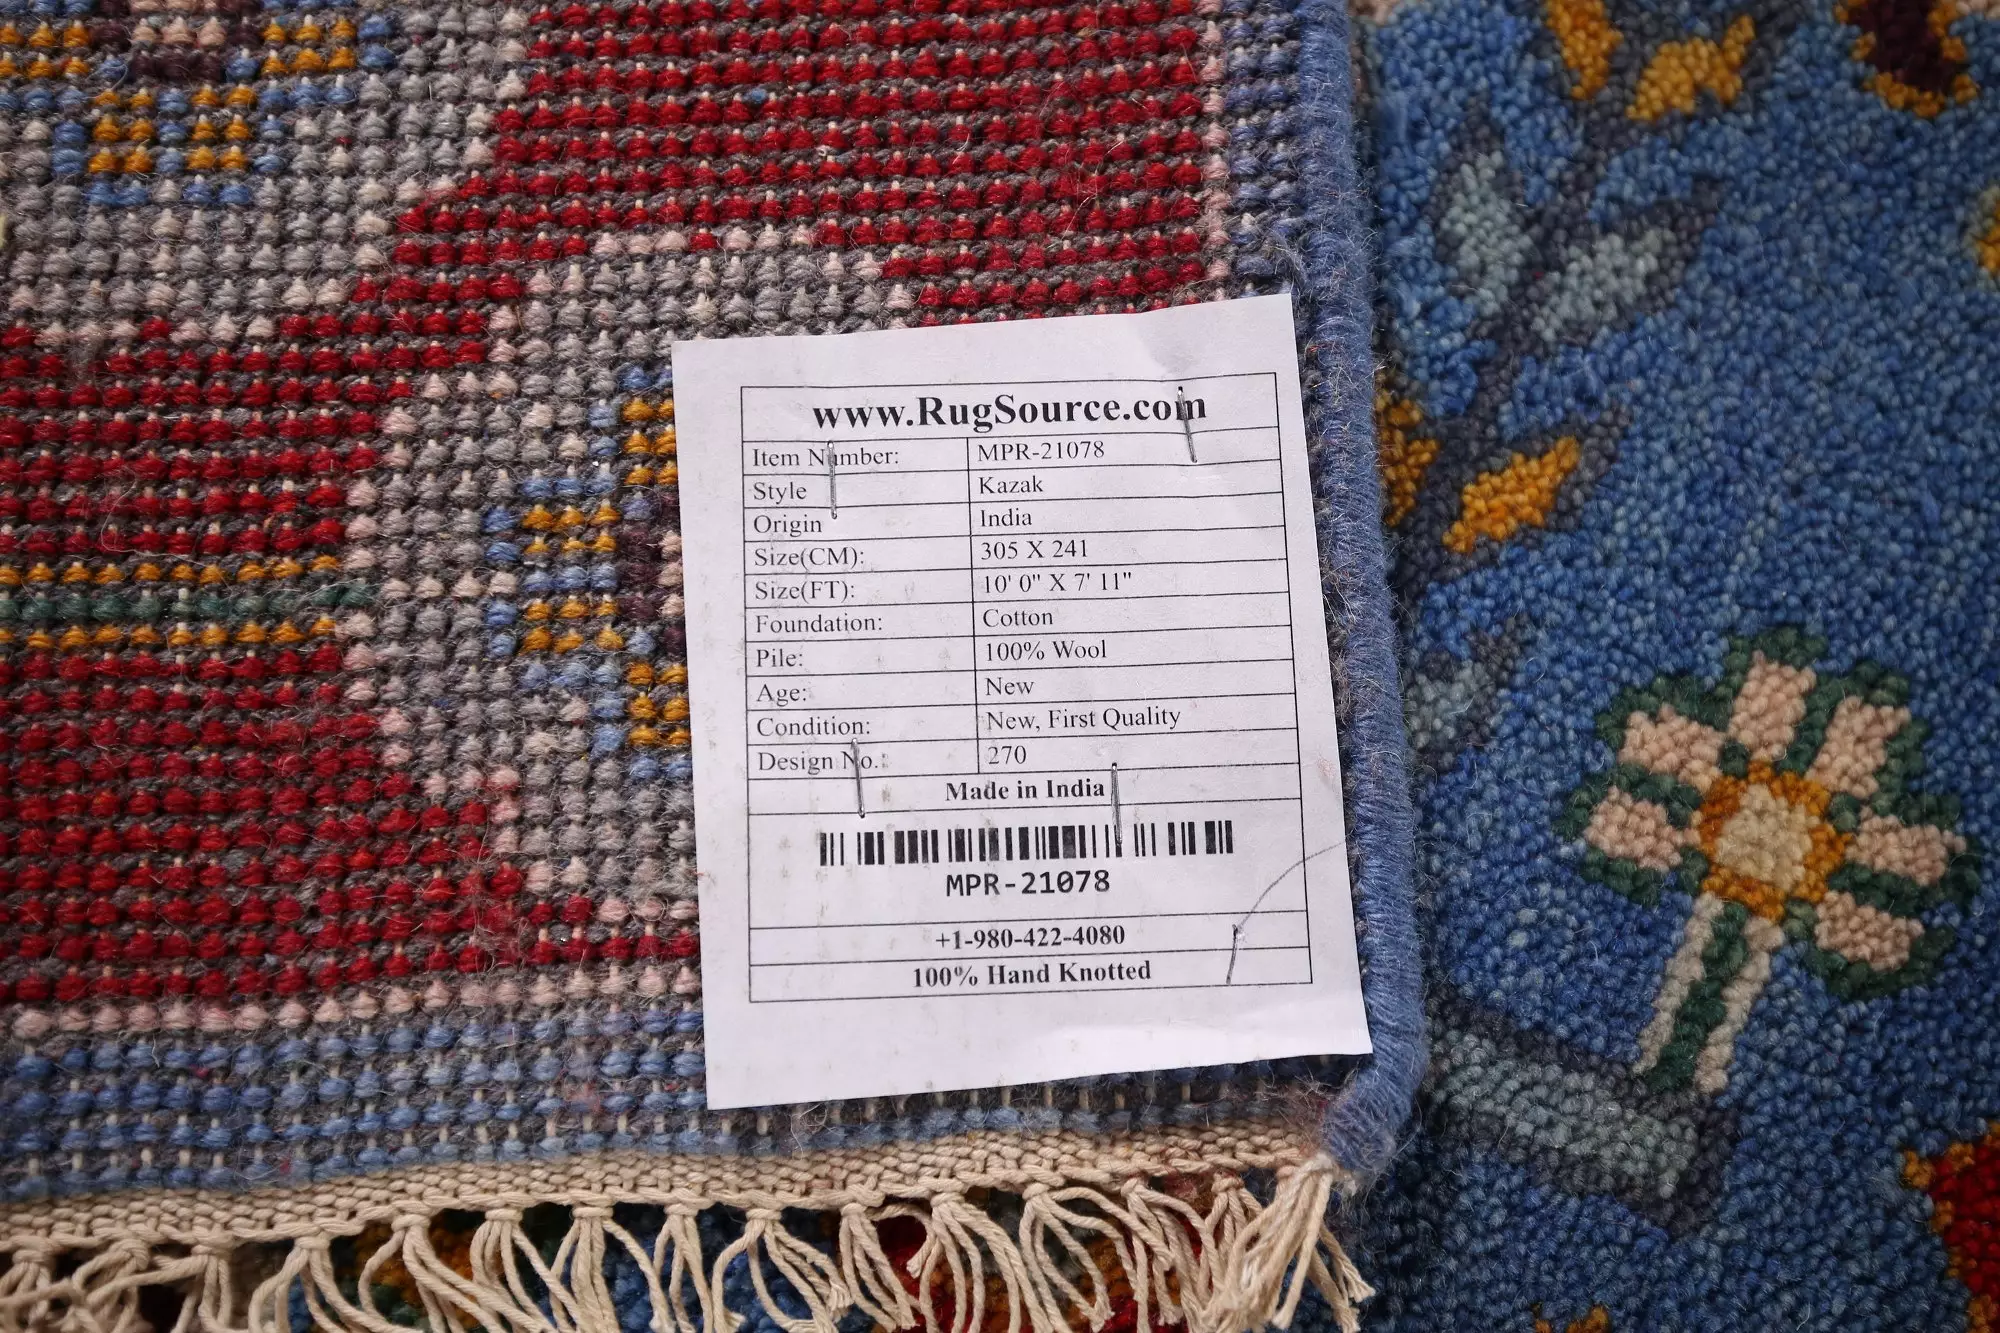 www.RugSource.com
Item Number: MPR-21078
Style Kazak
Origin India
Size(CM): 305 X 241
Size(FT): 10' 0" X 7' 11"
Foundation: Cotton
Pile: 100% Wool
Age: New
Condition: New, First Quality
Design No.: 270
Made in India
MPR-21078
+1-980-422-4080
100% Hand Knotted